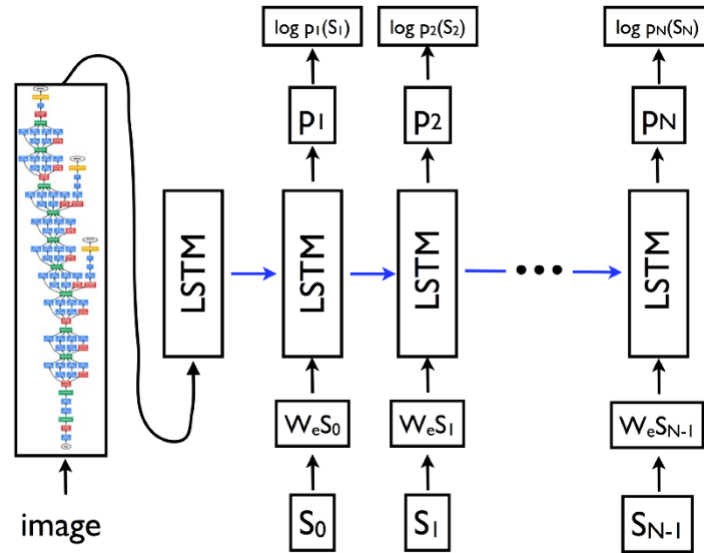 log p₁(S₁) log p₂(S₂) log pN(SN)
p₁ p₂ pN
LSTM LSTM LSTM LSTM
WₑS₀ WₑS₁ WₑSN-1
image S₀ S₁ SN-1